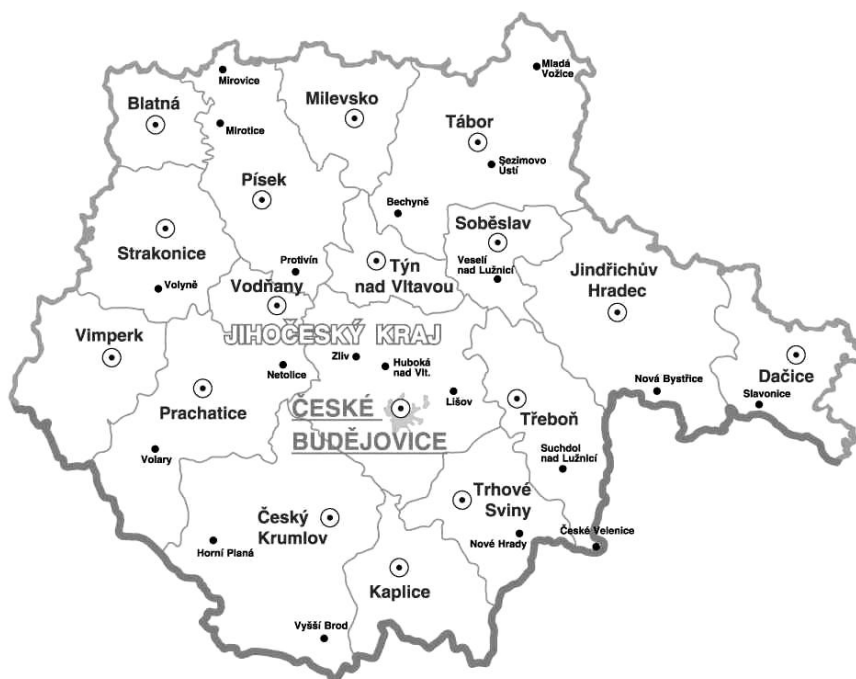 Mladá
Vožice
Mirovice
Blatná
Milevsko
Mirotice
Tábor
Sezimovo
Ústí
Písek
Bechyně
Soběslav
Strakonice
Protivín
Týn
nad Vltavou
Veselí
nad Lužnicí
Jindřichův
Hradec
Volyně
Vodňany
Vimperk
JIHOČESKÝ KRAJ
Zliv
Huboká
nad Vlt.
Netolice
Prachatice
Lišov
Nová Bystřice
Dačice
Slavonice
ČESKÉ
BUDĚJOVICE
Třeboň
Volary
Suchdol
nad Lužnicí
Trhové
Sviny
Český
Krumlov
Horní Planá
Nové Hrady
České Velenice
Kaplice
Vyšší Brod